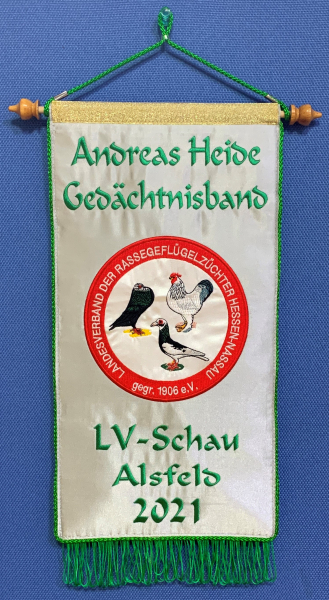 Andreas Heide
Gedächtnisband
LANDESVERBAND DER RASSEGEFLÜGELZÜCHTER HESSEN-NASSAU
gegr. 1906 e.V.
LV-Schau
Alsfeld
2021